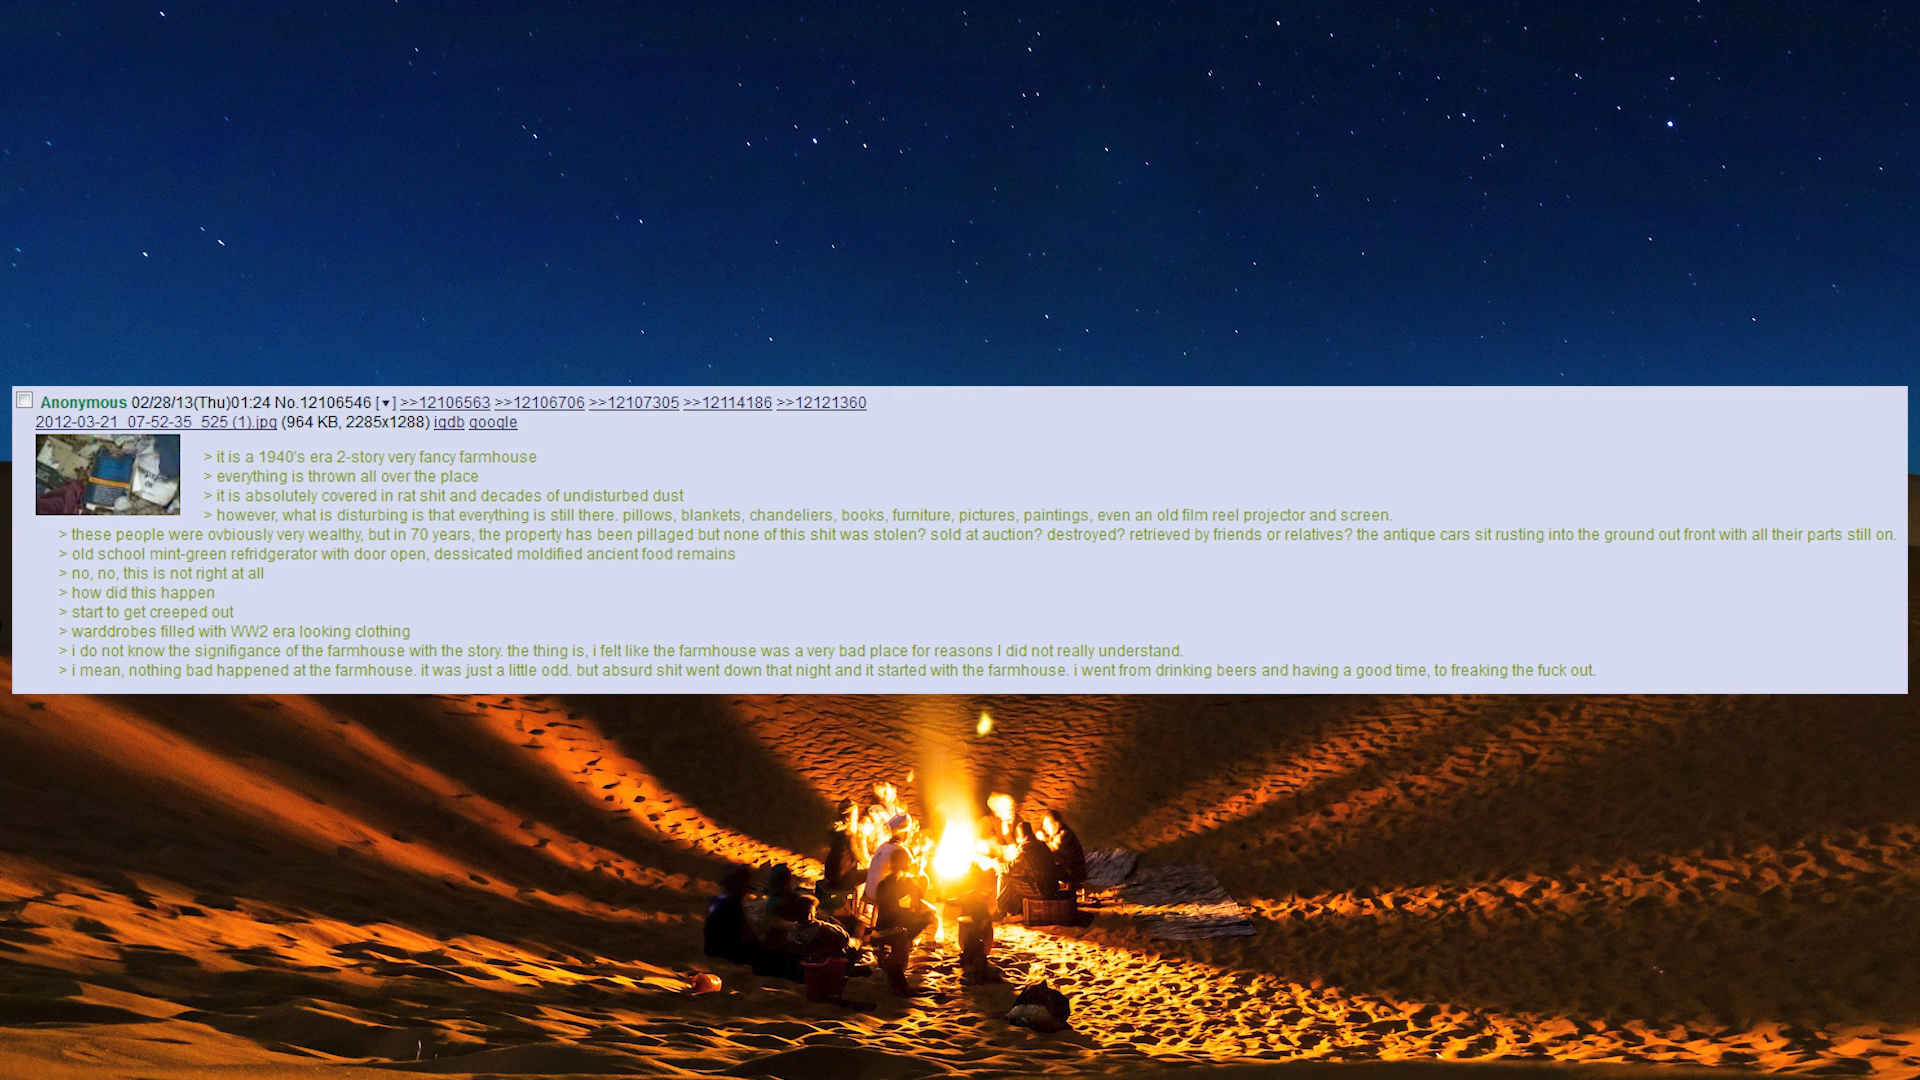 Anonymous 02/28/13(Thu)01:24 No.12106546 [▾] >>12106563 >>12106706 >>12107305 >>12114186 >>12121360
2012-03-21_07-52-35_525 (1).jpg (964 KB, 2285x1288) iqdb google
> it is a 1940's era 2-story very fancy farmhouse
> everything is thrown all over the place
> it is absolutely covered in rat shit and decades of undisturbed dust
> however, what is disturbing is that everything is still there. pillows, blankets, chandeliers, books, furniture, pictures, paintings, even an old film reel projector and screen.
> these people were ovbiously very wealthy, but in 70 years, the property has been pillaged but none of this shit was stolen? sold at auction? destroyed? retrieved by friends or relatives? the antique cars sit rusting into the ground out front with all their parts still on.
> old school mint-green refridgerator with door open, dessicated moldified ancient food remains
> no, no, this is not right at all
> how did this happen
> start to get creeped out
> warddrobes filled with WW2 era looking clothing
> i do not know the signifigance of the farmhouse with the story. the thing is, i felt like the farmhouse was a very bad place for reasons I did not really understand.
> i mean, nothing bad happened at the farmhouse. it was just a little odd. but absurd shit went down that night and it started with the farmhouse. i went from drinking beers and having a good time, to freaking the fuck out.